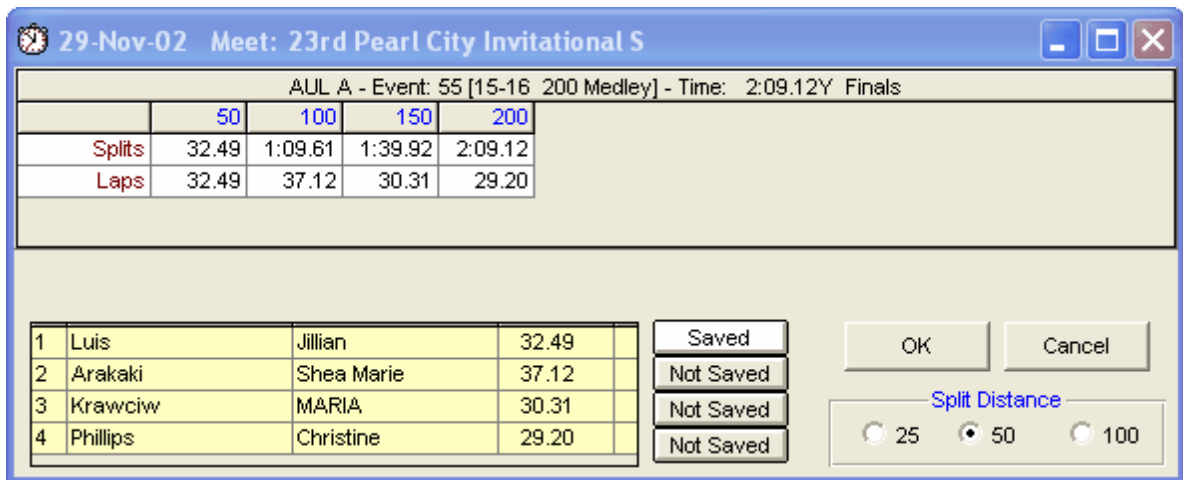 29-Nov-02 Meet: 23rd Pearl City Invitational S
AUL A - Event: 55 [15-16 200 Medley] - Time: 2:09.12Y Finals
50 100 150 200
Splits 32.49 1:09.61 1:39.92 2:09.12
Laps 32.49 37.12 30.31 29.20
1 Luis Jillian 32.49 Saved
2 Arakaki Shea Marie 37.12 Not Saved
3 Krawciw MARIA 30.31 Not Saved
4 Phillips Christine 29.20 Not Saved
OK Cancel
Split Distance
25 50 100